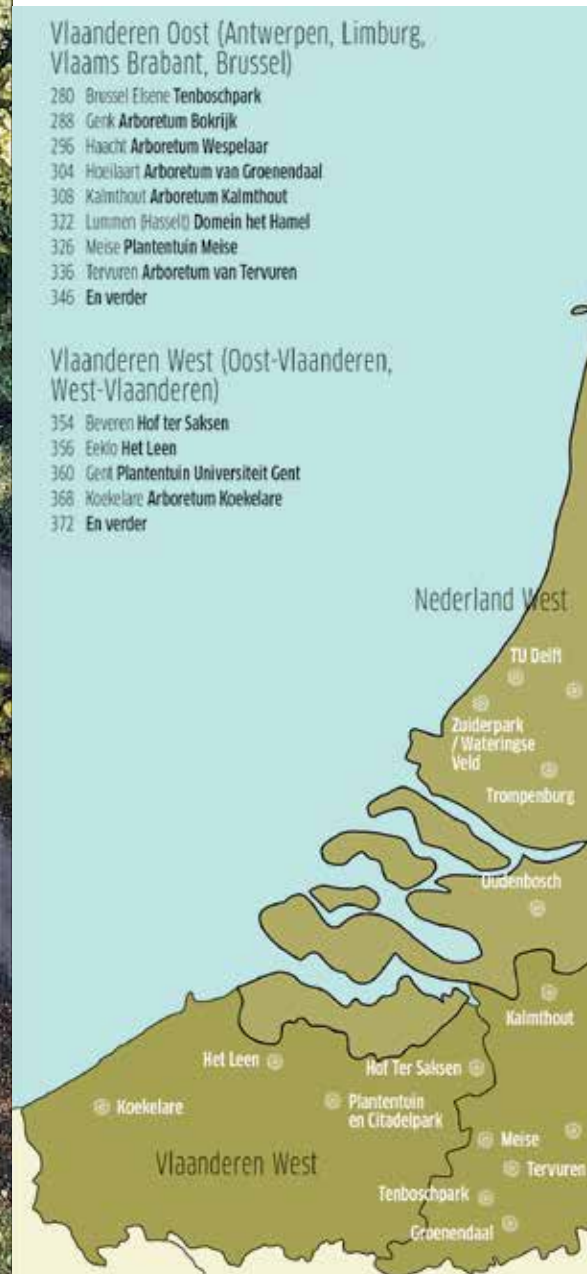 Vlaanderen Oost (Antwerpen, Limburg,
Vlaams Brabant, Brussel)
280 Brussel Elsene Tenboschpark
288 Genk Arboretum Bokrijk
296 Haacht Arboretum Wespelaar
304 Hoeilaart Arboretum van Groenendaal
308 Kalmthout Arboretum Kalmthout
322 Lummen (Hasselt) Domein het Hamel
326 Meise Plantentuin Meise
336 Tervuren Arboretum van Tervuren
346 En verder
Vlaanderen West (Oost-Vlaanderen,
West-Vlaanderen)
354 Beveren Hof ter Saksen
356 Eeklo Het Leen
360 Gent Plantentuin Universiteit Gent
368 Koekelare Arboretum Koekelare
372 En verder
Nederland West
TU Delft
Zuiderpark
/ Wateringse
Veld
Trompenburg
Oudenbosch
Kalmthout
Het Leen
Hof Ter Saksen
Koekelare
Plantentuin
en Citadelpark
Meise
Vlaanderen West
Tervuren
Tenboschpark
Groenendaal